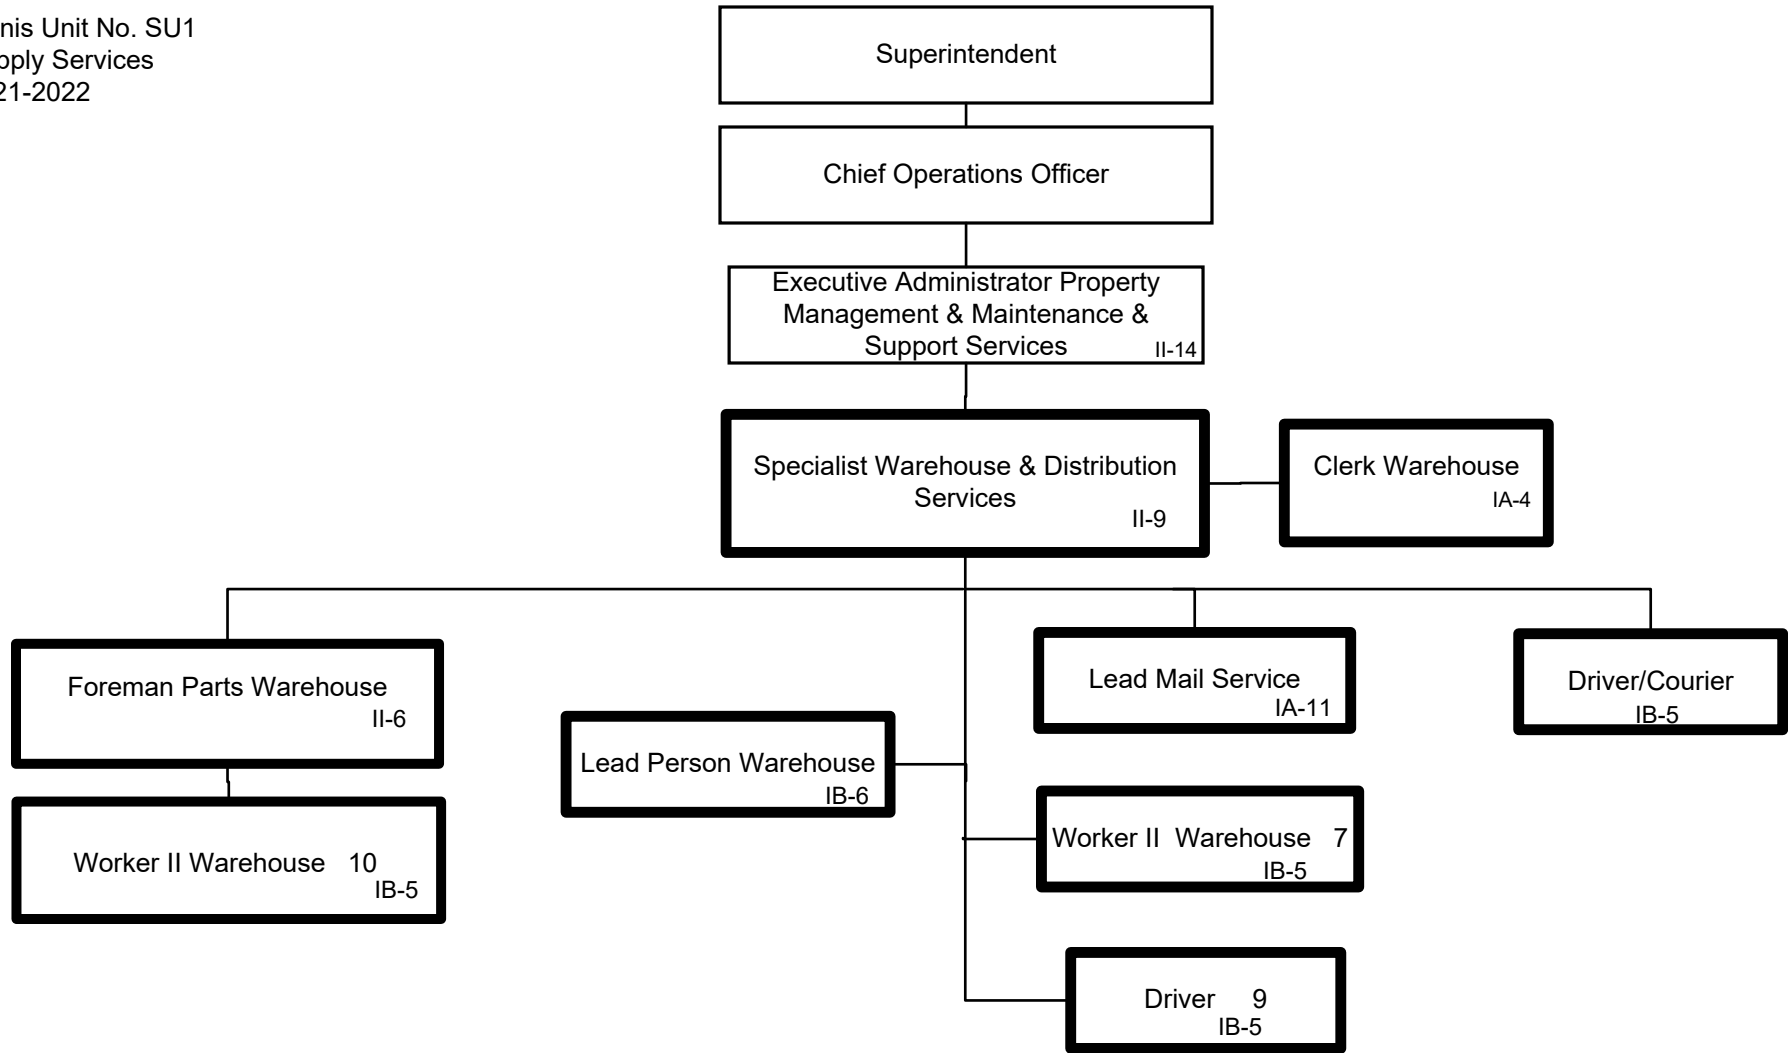 nis Unit No. SU1
pply Services
21-2022
Superintendent
Chief Operations Officer
Executive Administrator Property
Management & Maintenance &
Support Services II-14
Specialist Warehouse & Distribution
Services
II-9
Clerk Warehouse
IA-4
Foreman Parts Warehouse
II-6
Lead Person Warehouse
IB-6
Lead Mail Service
IA-11
Driver/Courier
IB-5
Worker II Warehouse 10
IB-5
Worker II  Warehouse 7
IB-5
Driver 9
IB-5